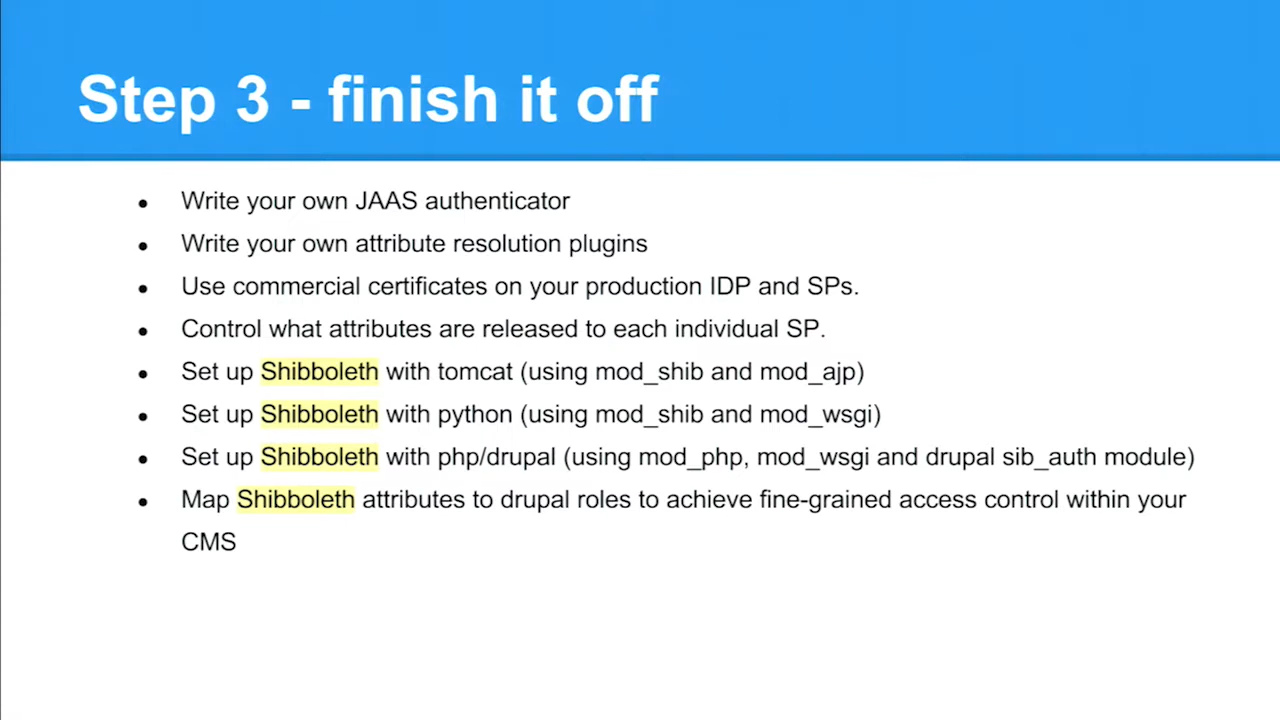 Step 3 - finish it off
• Write your own JAAS authenticator
• Write your own attribute resolution plugins
• Use commercial certificates on your production IDP and SPs.
• Control what attributes are released to each individual SP.
• Set up Shibboleth with tomcat (using mod_shib and mod_ajp)
• Set up Shibboleth with python (using mod_shib and mod_wsgi)
• Set up Shibboleth with php/drupal (using mod_php, mod_wsgi and drupal sib_auth module)
• Map Shibboleth attributes to drupal roles to achieve fine-grained access control within your
CMS